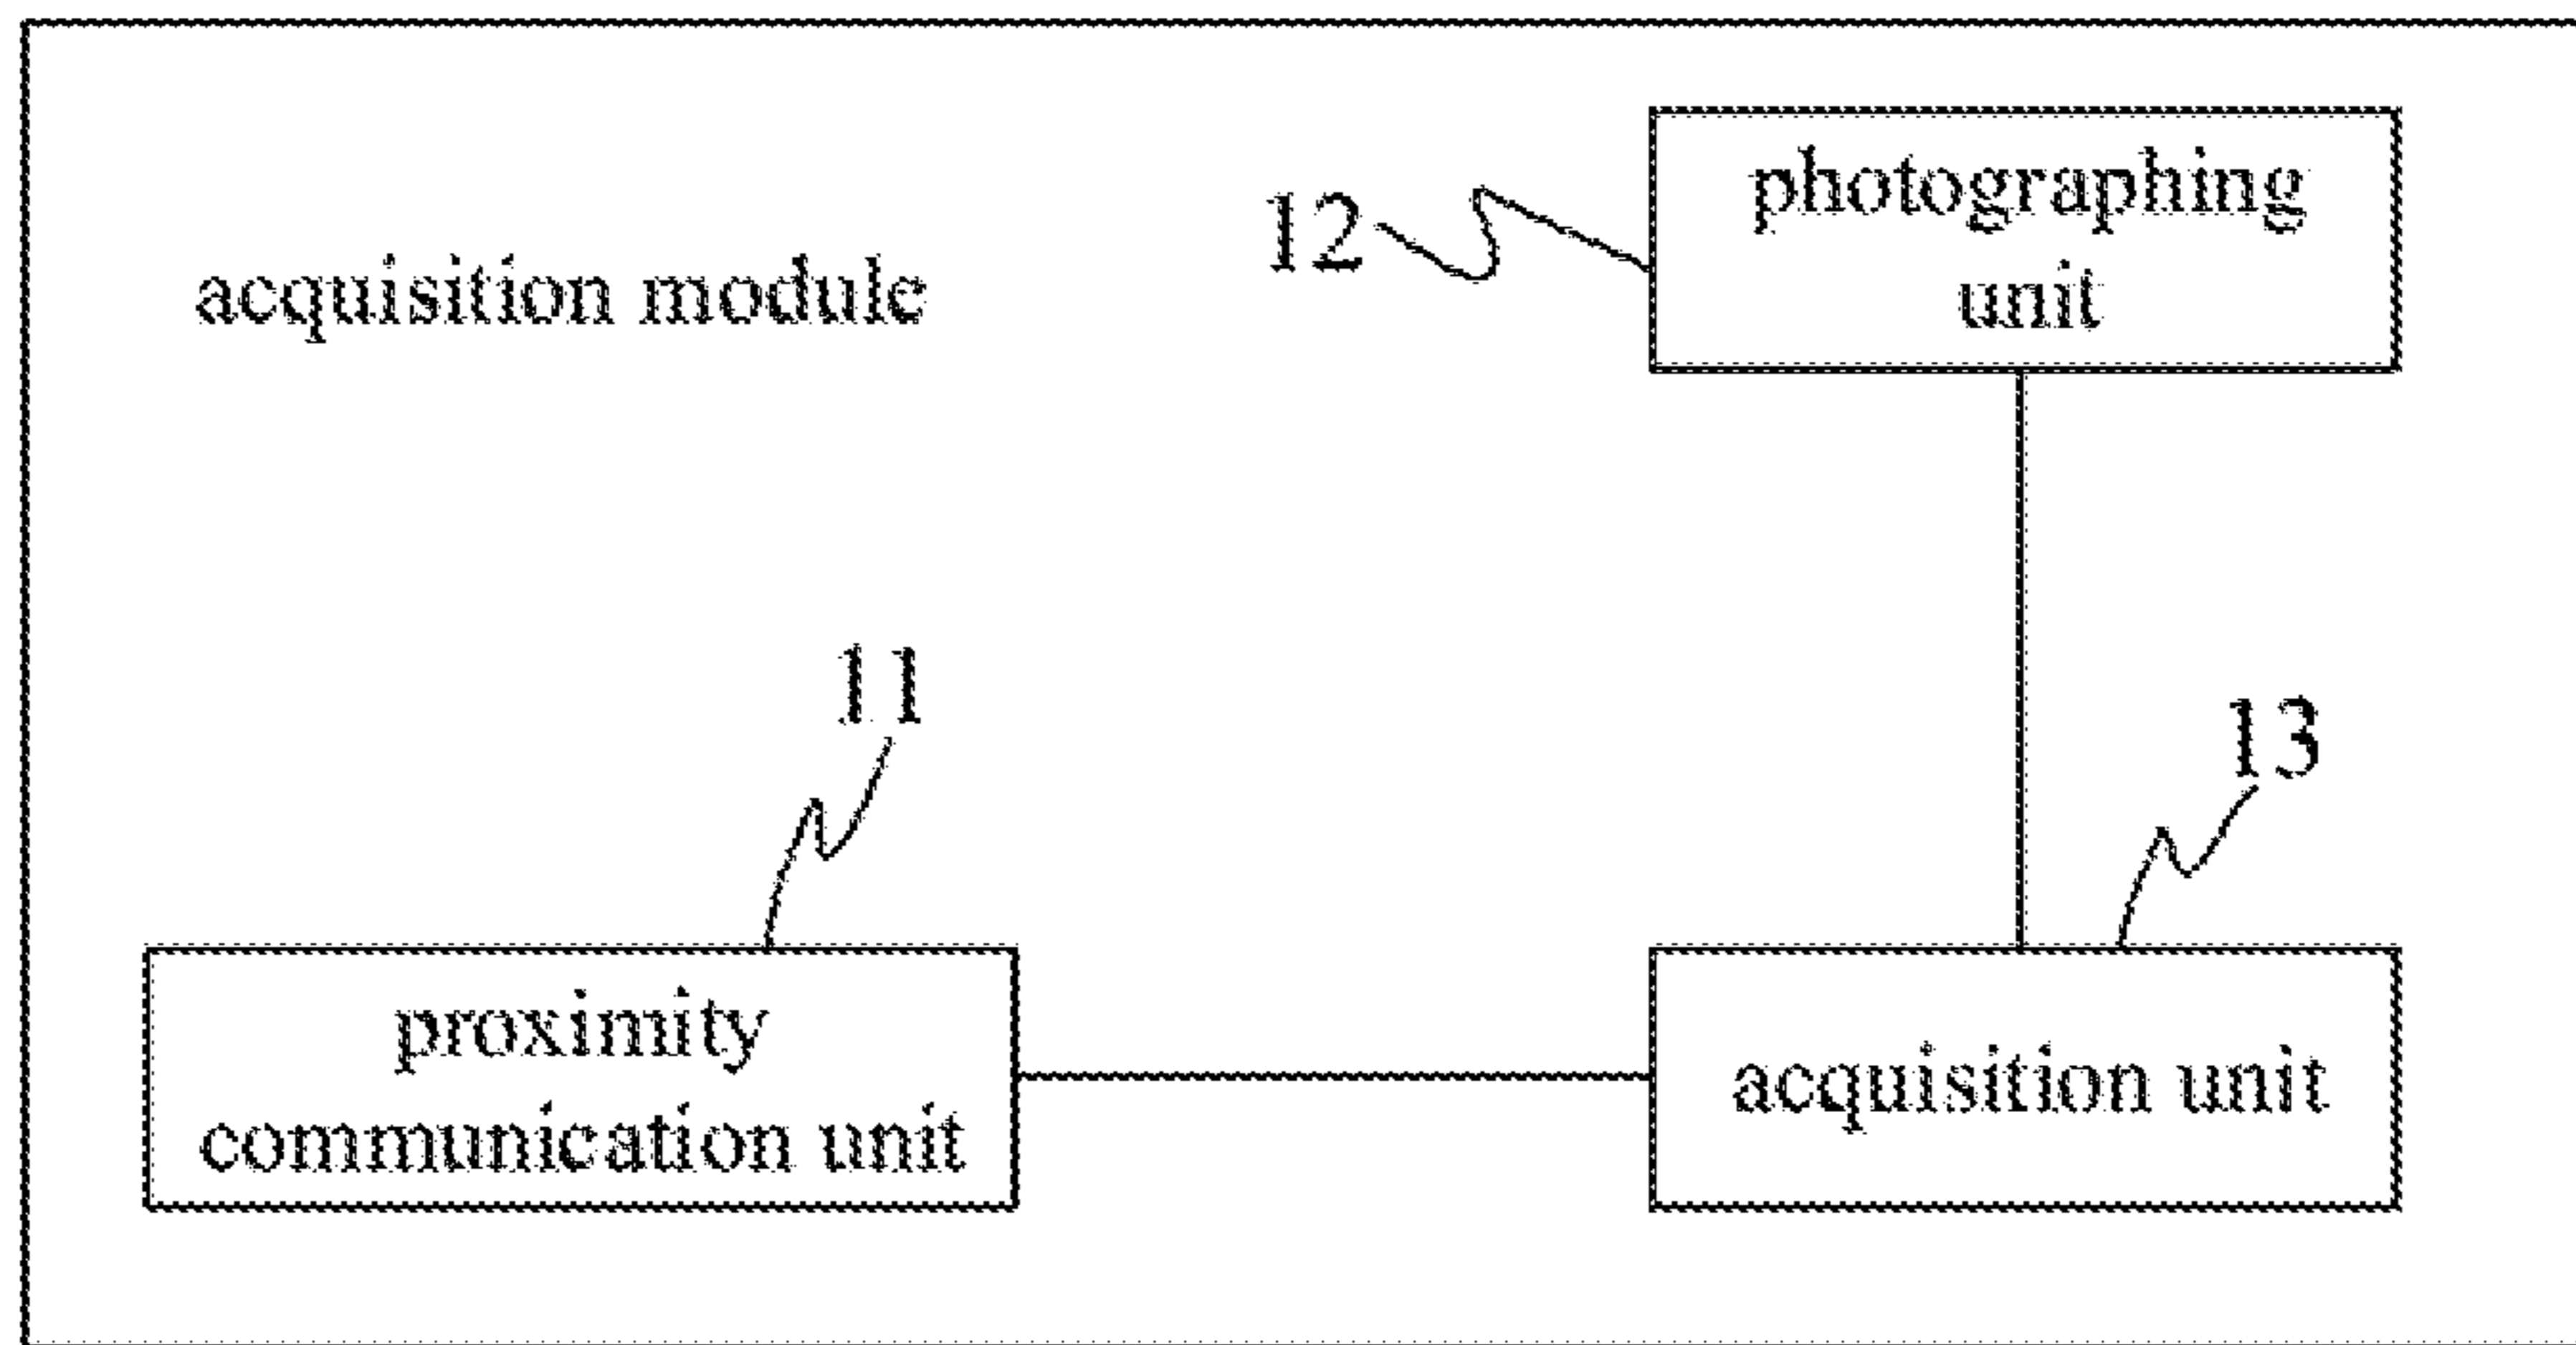 photographing
unit
12
acquisition module
11
13
proximity
communication unit
acquisition unit